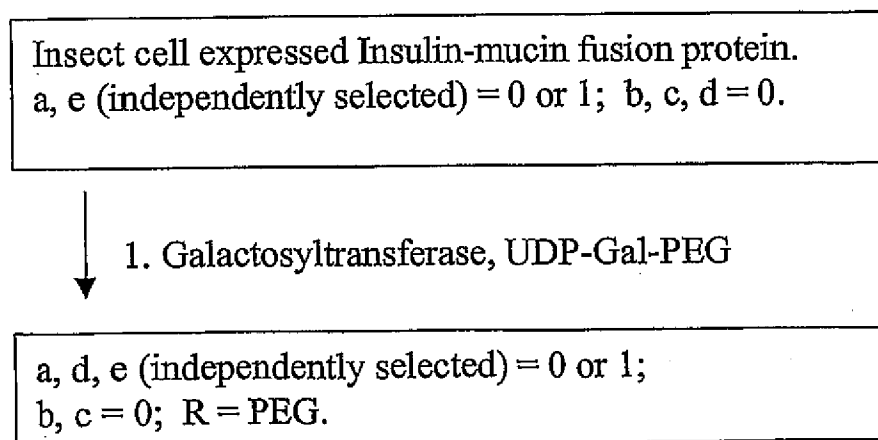 Insect cell expressed Insulin-mucin fusion protein.
a, e (independently selected) = 0 or 1;  b, c, d = 0.
1. Galactosyltransferase, UDP-Gal-PEG
a, d, e (independently selected) = 0 or 1;
b, c = 0;  R = PEG.